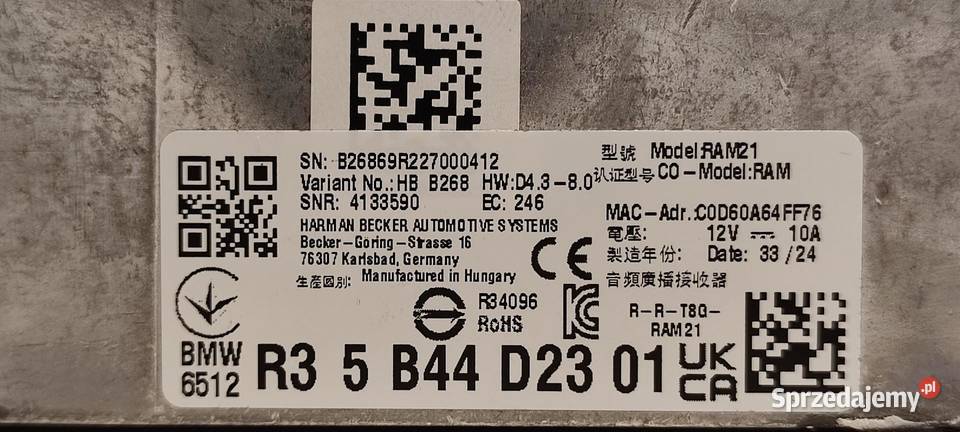 SN: B26869R227000412
Variant No.: HB B268 HW:D4.3-8.0
SNR: 4133590 EC: 246
HARMAN BECKER AUTOMOTIVE SYSTEMS
Becker-Göring-Strasse 16
76307 Karlsbad, Germany
生產國別: Manufactured in Hungary
型號 Model:RAM21
认证型号 CO-Model:RAM
MAC-Adr.:C0D60A64FF76
電壓: 12V 10A
製造年份: Date: 33/24
音頻廣播接收器
R34096
RoHS
R-R-T8G-
RAM21
CE
BMW
6512
R3 5 B44 D23 01
UK
CA
Sprzedajemy.pl